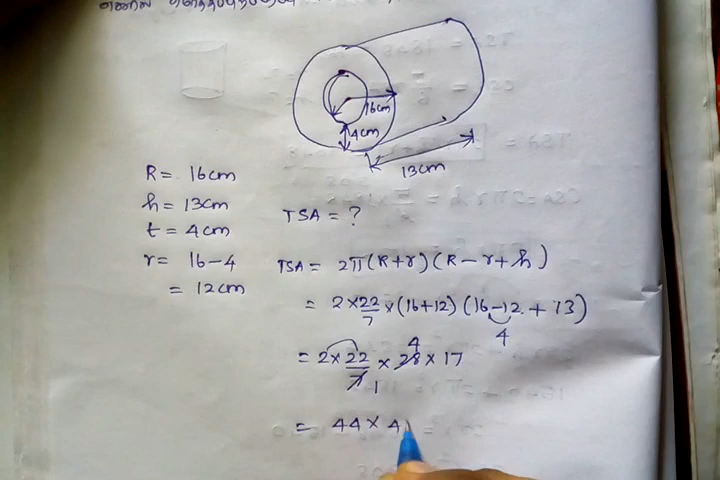 16cm
4cm
13cm
R = 16cm
h = 13cm
t = 4cm
r = 16-4
= 12cm
TSA = ?
TSA = 2π(R+r)(R-r+h)
= 2×22/7×(16+12)(16-12+13)
4
= 2×22/7×28×17
4
1
= 44×4